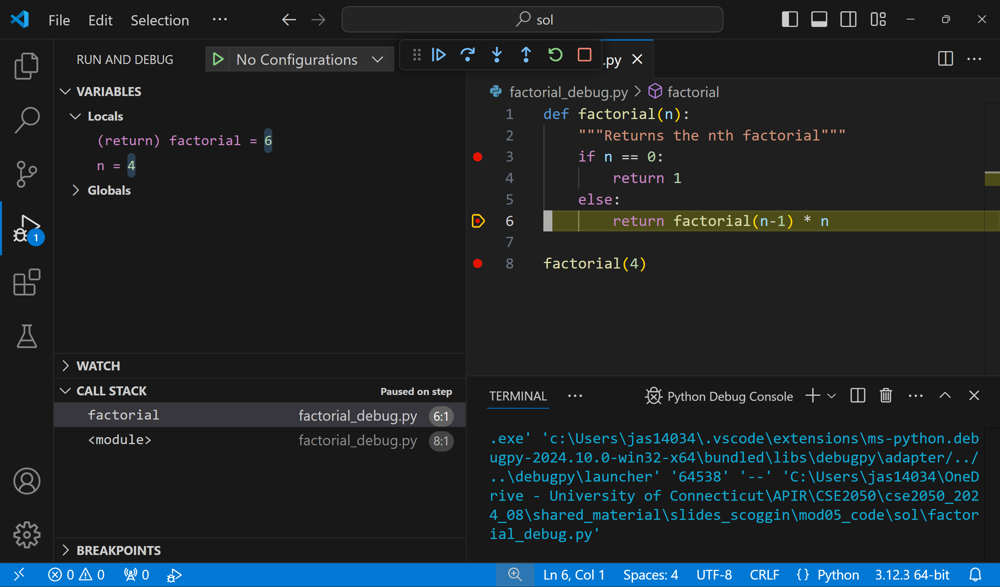 File Edit Selection ··· sol
RUN AND DEBUG No Configurations .py
VARIABLES
Locals
(return) factorial = 6
n = 4
Globals
1
WATCH
CALL STACK Paused on step
factorial factorial_debug.py 6:1
<module> factorial_debug.py 8:1
BREAKPOINTS
factorial_debug.py > factorial
1 def factorial(n):
2 """Returns the nth factorial"""
3 if n == 0:
4 return 1
5 else:
6 return factorial(n-1) * n
7
8 factorial(4)
TERMINAL ··· Python Debug Console
.exe' 'c:\Users\jas14034\.vscode\extensions\ms-python.deb
ugpy-2024.10.0-win32-x64\bundled\libs\debugpy\adapter/../
..\debugpy\launcher' '64538' '--' 'C:\Users\jas14034\OneD
rive - University of Connecticut\APIR\CSE2050\cse2050_202
4_08\shared_material\slides_scoggin\mod05_code\sol\factor
ial_debug.py'
0 0 0 Ln 6, Col 1 Spaces: 4 UTF-8 CRLF {} Python 3.12.3 64-bit